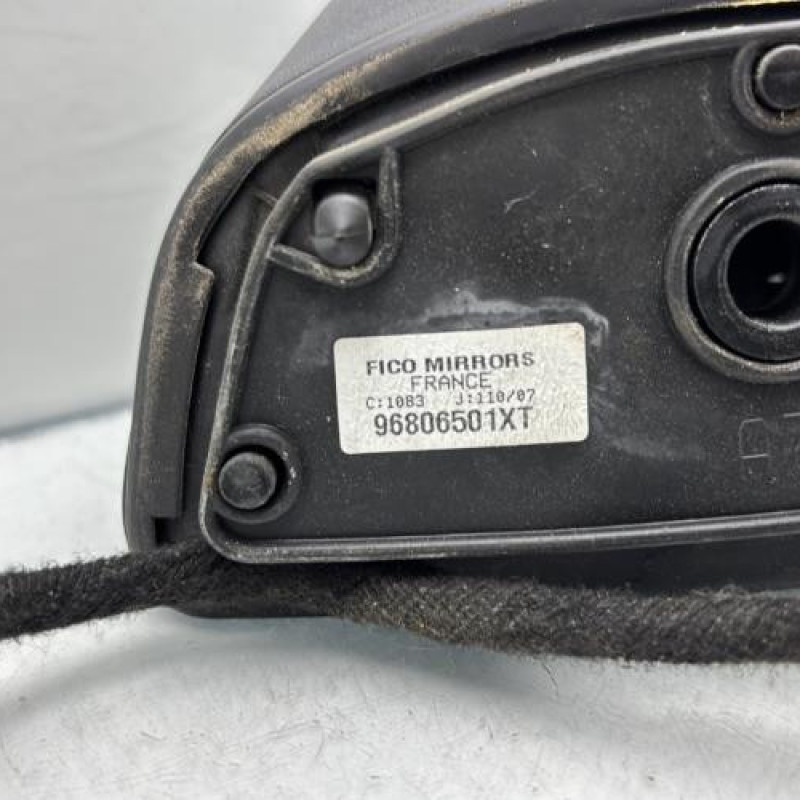 FICO MIRRORS
FRANCE
C:1083 J:110/07
96806501XT